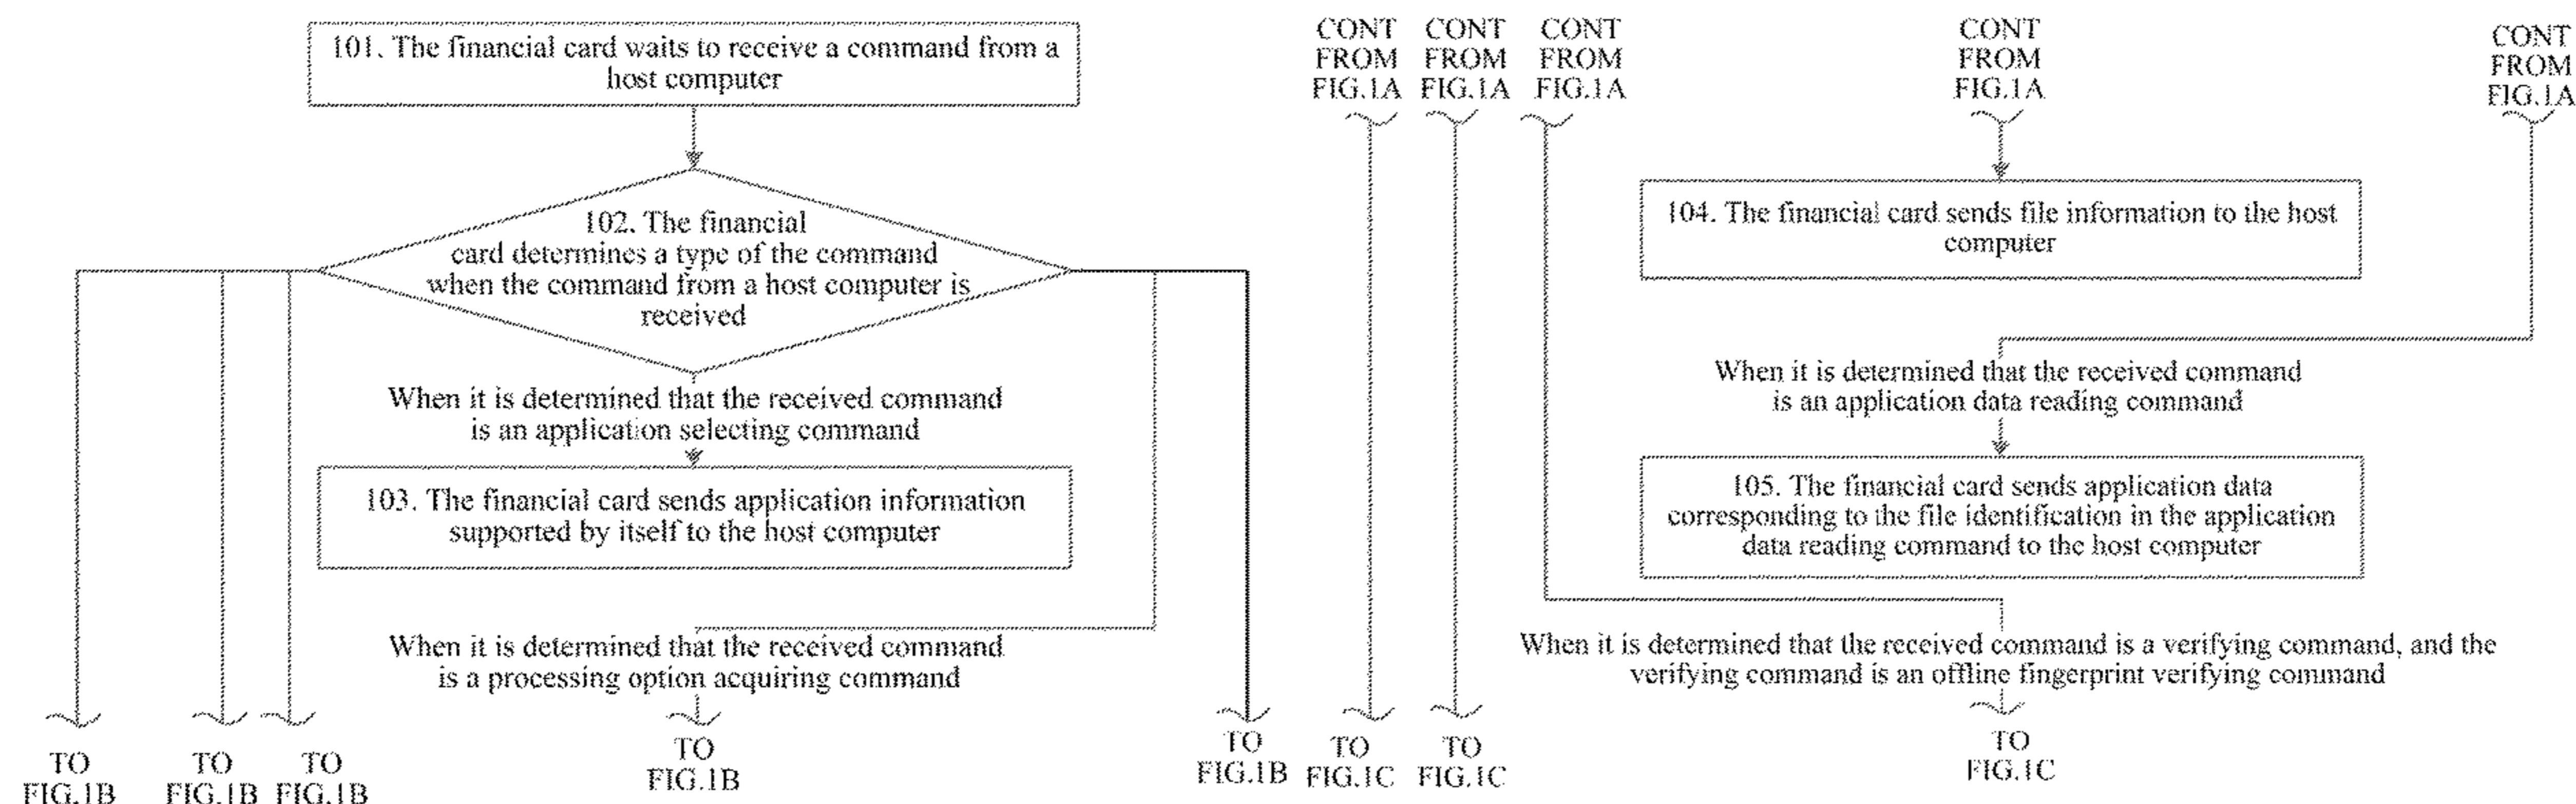 101. The financial card waits to receive a command from a
host computer
102. The financial
card determines a type of the command
when the command from a host computer is
received
When it is determined that the received command
is an application selecting command
103. The financial card sends application information
supported by itself to the host computer
When it is determined that the received command
is a processing option acquiring command
TO
FIG.1B
TO
FIG.1B
TO
FIG.1B
TO
FIG.1B
TO
FIG.1B
CONT
FROM
FIG.1A
CONT
FROM
FIG.1A
CONT
FROM
FIG.1A
CONT
FROM
FIG.1A
CONT
FROM
FIG.1A
104. The financial card sends file information to the host
computer
When it is determined that the received command
is an application data reading command
105. The financial card sends application data
corresponding to the file identification in the application
data reading command to the host computer
When it is determined that the received command is a verifying command, and the
verifying command is an offline fingerprint verifying command
TO
FIG.1C
TO
FIG.1C
TO
FIG.1C